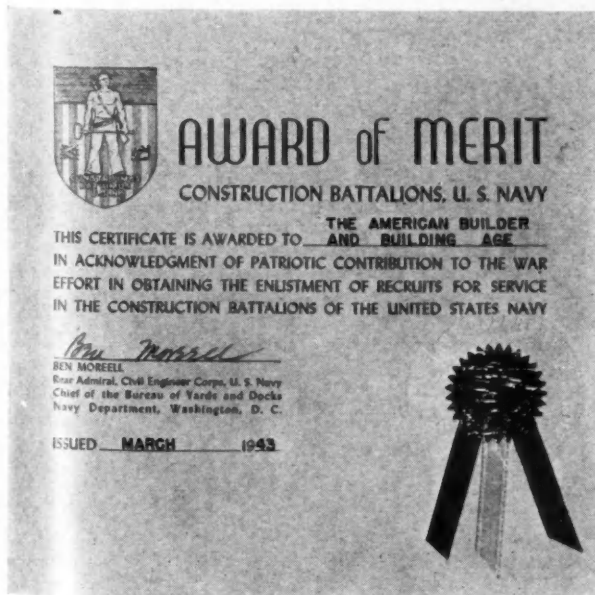 AWARD of MERIT
CONSTRUCTION BATTALIONS, U. S. NAVY
THE AMERICAN BUILDER
THIS CERTIFICATE IS AWARDED TO AND BUILDING AGE
IN ACKNOWLEDGMENT OF PATRIOTIC CONTRIBUTION TO THE WAR
EFFORT IN OBTAINING THE ENLISTMENT OF RECRUITS FOR SERVICE
IN THE CONSTRUCTION BATTALIONS OF THE UNITED STATES NAVY
Ben Moreell
BEN MOREELL
Rear Admiral, Civil Engineer Corps, U. S. Navy
Chief of the Bureau of Yards and Docks
Navy Department, Washington, D. C.
ISSUED MARCH 1943